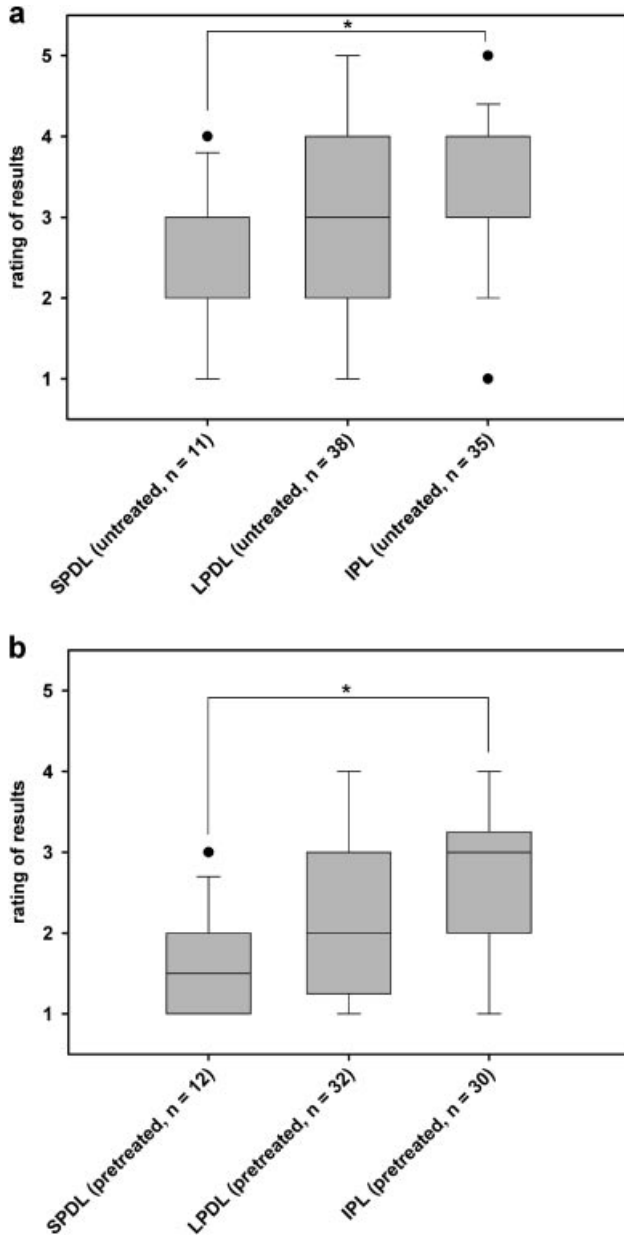 a
*
5
4
3
2
1
rating of results
SPDL (untreated, n = 11)
LPDL (untreated, n = 38)
IPL (untreated, n = 35)
b
*
5
4
3
2
1
rating of results
SPDL (pretreated, n = 12)
LPDL (pretreated, n = 32)
IPL (pretreated, n = 30)